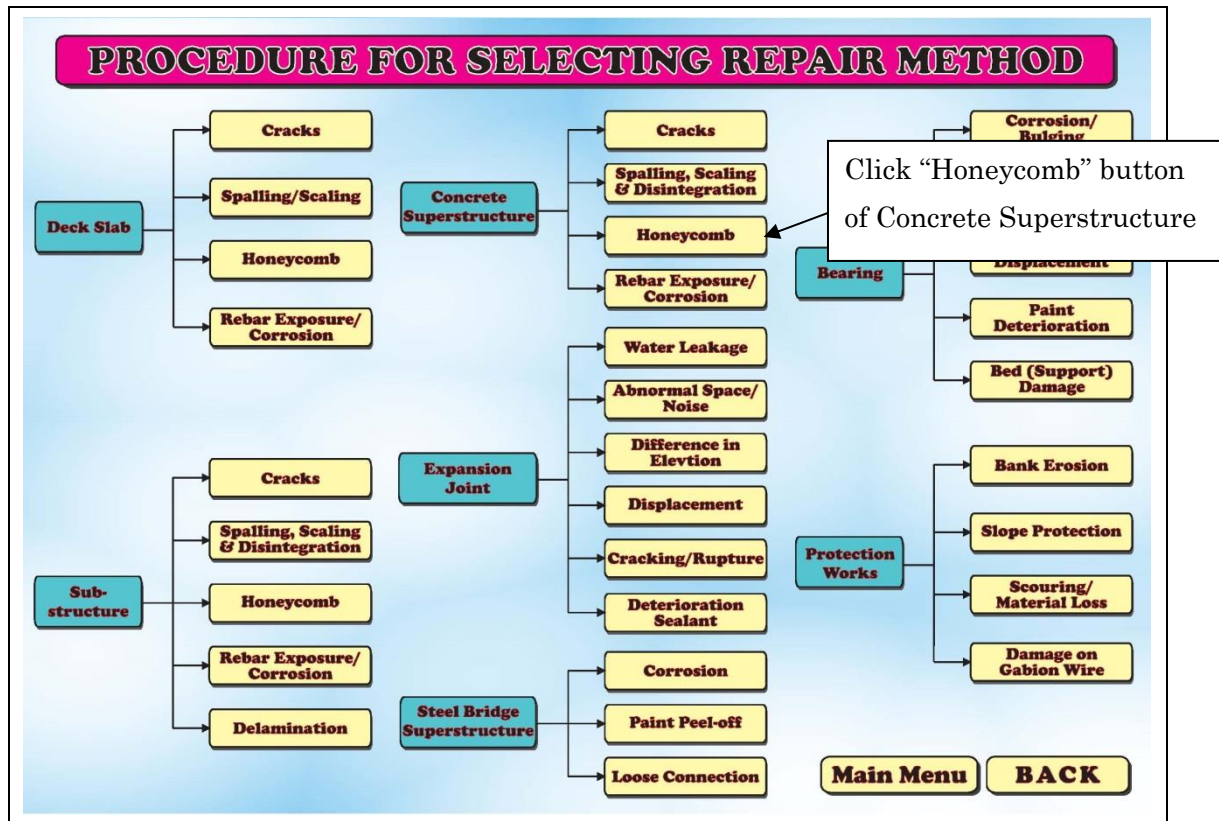 PROCEDURE FOR SELECTING REPAIR METHOD
Deck Slab
Cracks
Spalling/Scaling
Honeycomb
Rebar Exposure/
Corrosion
Sub-
structure
Cracks
Spalling, Scaling
& Disintegration
Honeycomb
Rebar Exposure/
Corrosion
Delamination
Concrete
Superstructure
Cracks
Spalling, Scaling
& Disintegration
Honeycomb
Rebar Exposure/
Corrosion
Expansion
Joint
Water Leakage
Abnormal Space/
Noise
Difference in
Elevtion
Displacement
Cracking/Rupture
Deterioration
Sealant
Steel Bridge
Superstructure
Corrosion
Paint Peel-off
Loose Connection
Bearing
Corrosion/
Bulging
Click “Honeycomb” button
of Concrete Superstructure
Displacement
Paint
Deterioration
Bed (Support)
Damage
Protection
Works
Bank Erosion
Slope Protection
Scouring/
Material Loss
Damage on
Gabion Wire
Main Menu
BACK